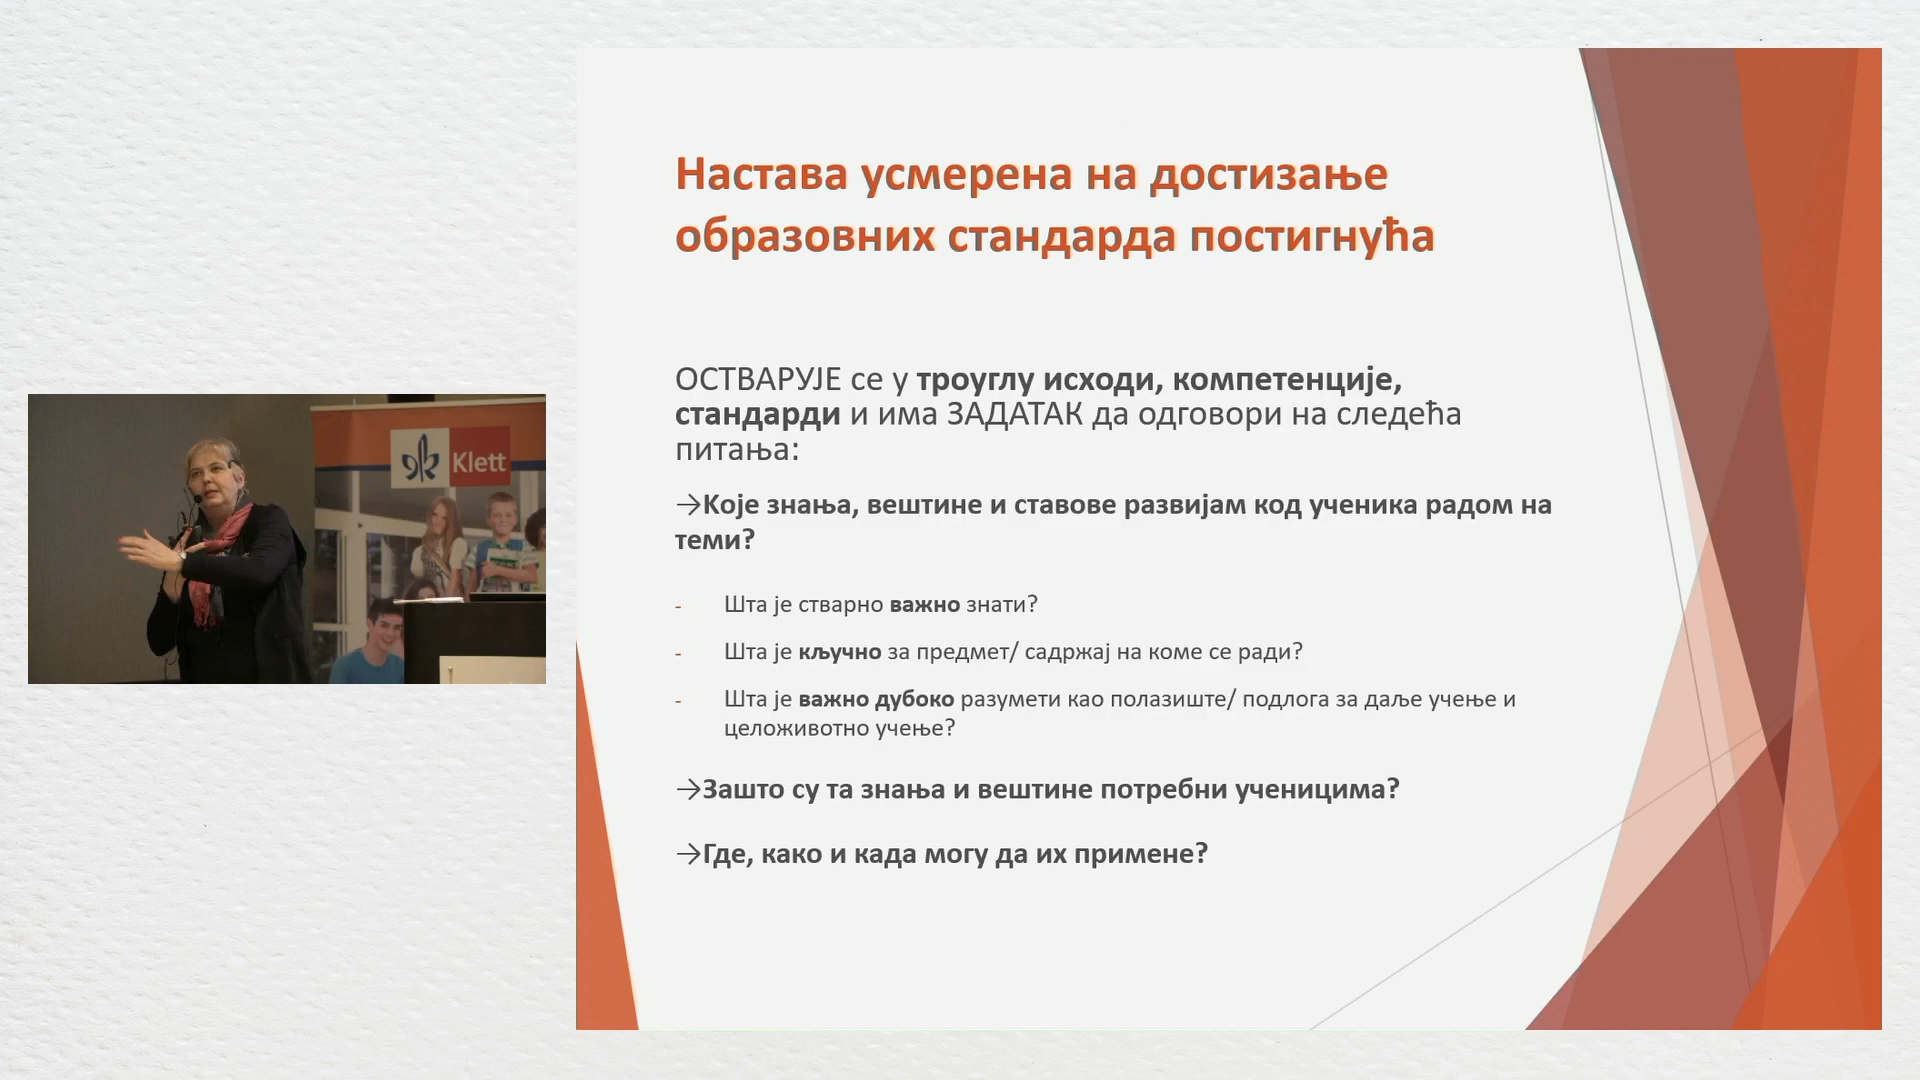 Klett
Настава усмерена на достизање
образовних стандарда постигнућа
ОСТВАРУЈЕ се у троуглу исходи, компетенције,
стандарди и има ЗАДАТАК да одговори на следећа
питања:
→Које знања, вештине и ставове развијам код ученика радом на
теми?
- Шта је стварно важно знати?
- Шта је кључно за предмет/ садржај на коме се ради?
- Шта је важно дубоко разумети као полазиште/ подлога за даље учење и
целоживотно учење?
→Зашто су та знања и вештине потребни ученицима?
→Где, како и када могу да их примене?